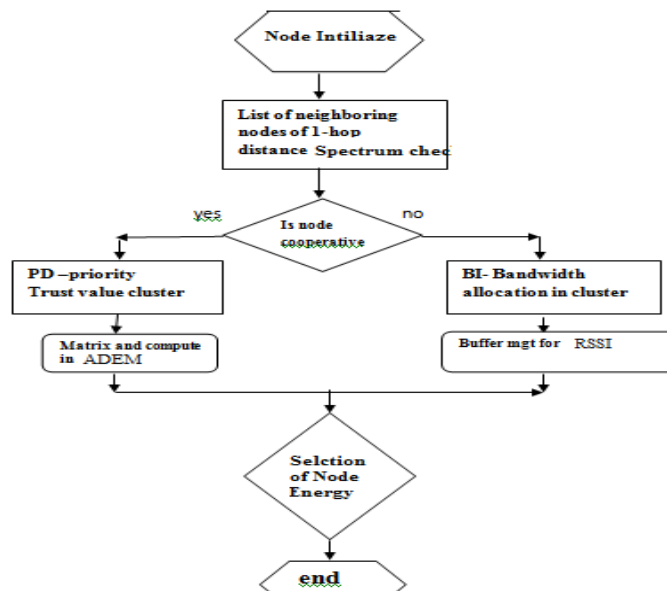 Node Intiliaze
List of neighboring
nodes of 1-hop
distance Spectrum chec
yes
Is node
cooperative
no
PD –priority
Trust value cluster
BI- Bandwidth
allocation in cluster
Matrix and compute
in ADEM
Buffer mgt for RSSI
Selction
of Node
Energy
end